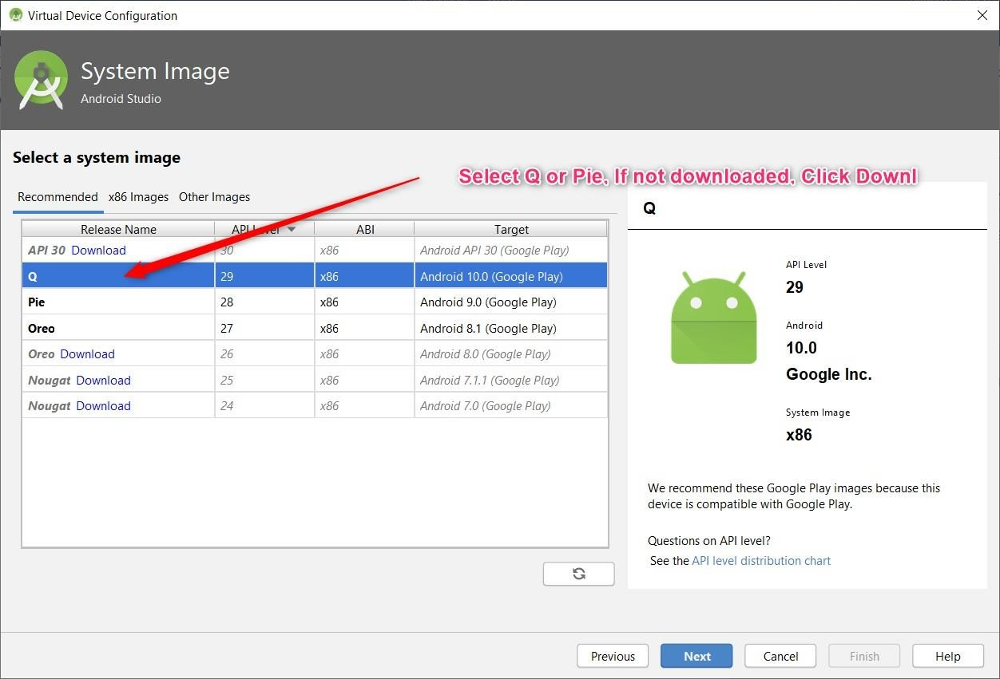 Virtual Device Configuration
System Image
Android Studio
Select a system image
Select Q or Pie, If not downloaded, Click Downl
Recommended x86 Images Other Images
Release Name API Level ABI Target
API 30 Download 30 x86 Android API 30 (Google Play)
Q 29 x86 Android 10.0 (Google Play)
Pie 28 x86 Android 9.0 (Google Play)
Oreo 27 x86 Android 8.1 (Google Play)
Oreo Download 26 x86 Android 8.0 (Google Play)
Nougat Download 25 x86 Android 7.1.1 (Google Play)
Nougat Download 24 x86 Android 7.0 (Google Play)
Q
API Level
29
Android
10.0
Google Inc.
System Image
x86
We recommend these Google Play images because this
device is compatible with Google Play.
Questions on API level?
See the API level distribution chart
Previous Next Cancel Finish Help